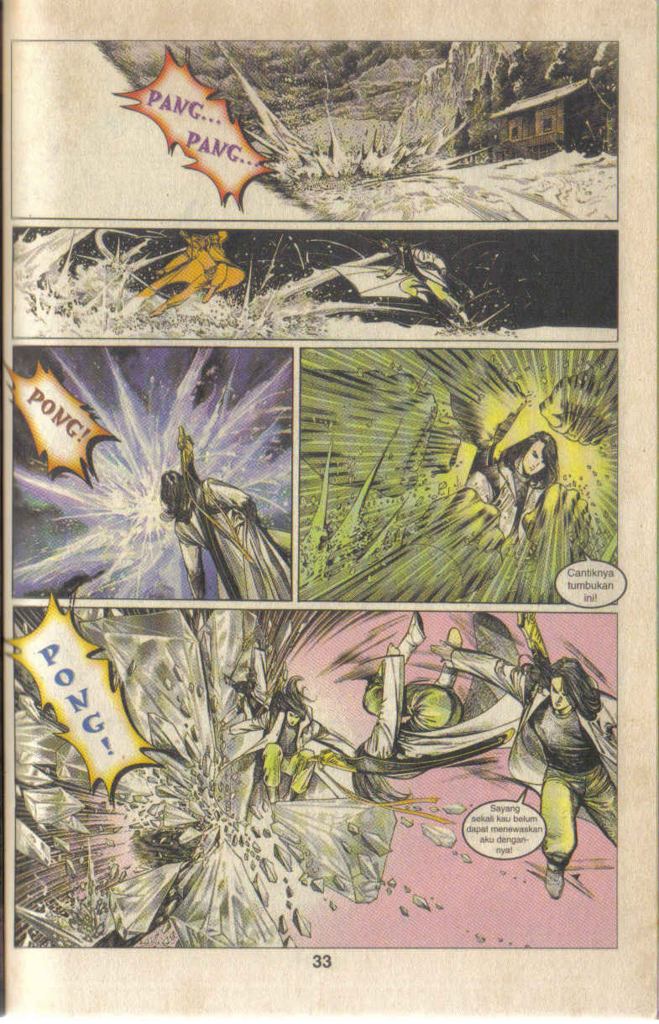 PANG...
PANG...
PONG!
Cantiknya
tumbukan
ini!
PONG!
Sayang
sekali kau belum
dapat menewaskan
aku dengan-
nya!
33